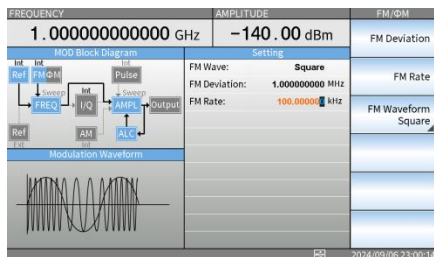 FREQUENCY
AMPLITUDE
FM/ΦM
1.000000000000 GHz
-140.00 dBm
FM Deviation
MOD Block Diagram
Setting
Int
Int
Int
Ref
FM
ΦM
Pulse
Sweep
Int
Sweep
FREQ
I/Q
AMPL
Output
Ref
AM
ALC
Ext
Int
FM Wave:
Square
FM Deviation:
1.000000000 MHz
FM Rate:
100.000000 kHz
FM Rate
FM Waveform
Square
Modulation Waveform
2024/09/06 23:00:14